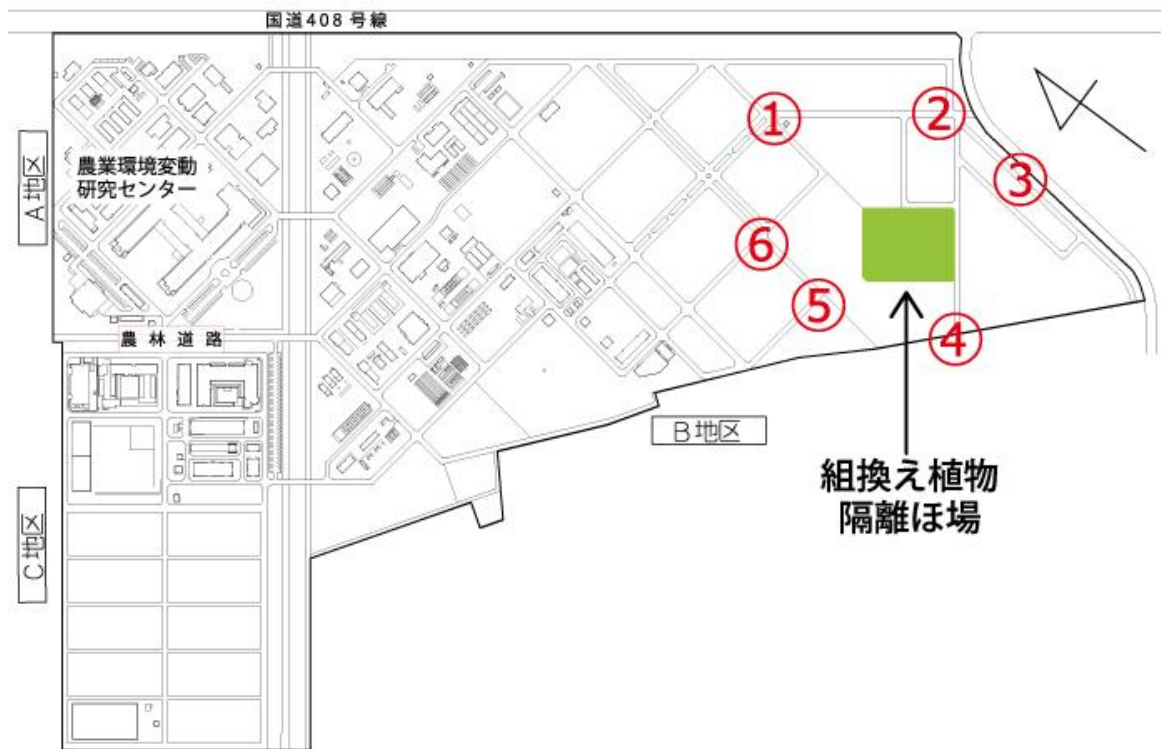 国道408号線
①
②
③
A地区
農業環境変動
研究センター
⑥
⑤
④
農林道路
B地区
組換え植物
隔離ほ場
C地区